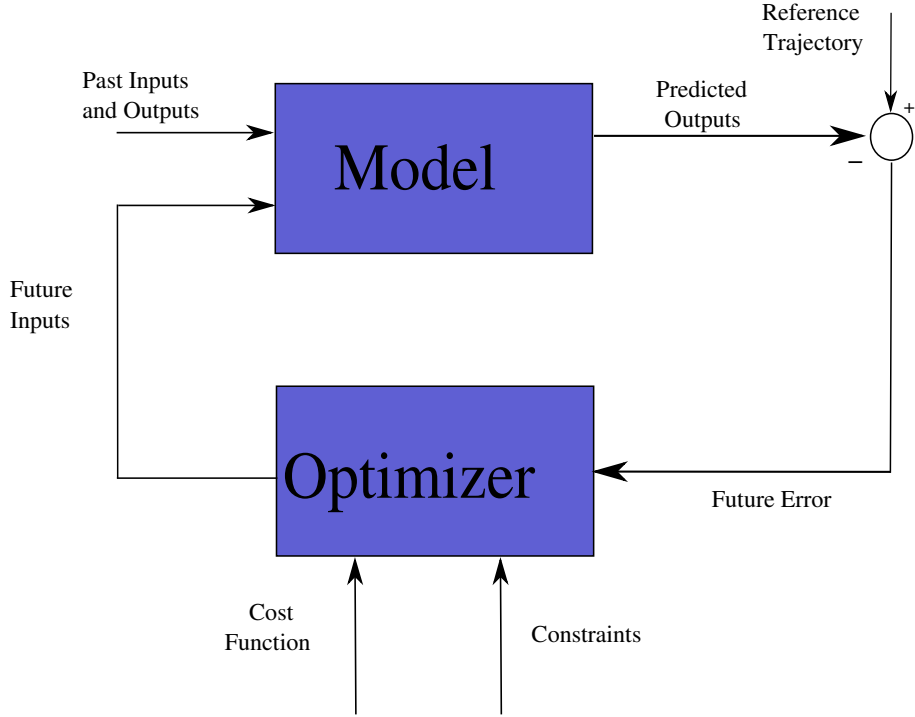 Reference
Trajectory
Past Inputs
and Outputs
Predicted
Outputs
+
−
Model
Future
Inputs
Optimizer
Future Error
Cost
Function
Constraints